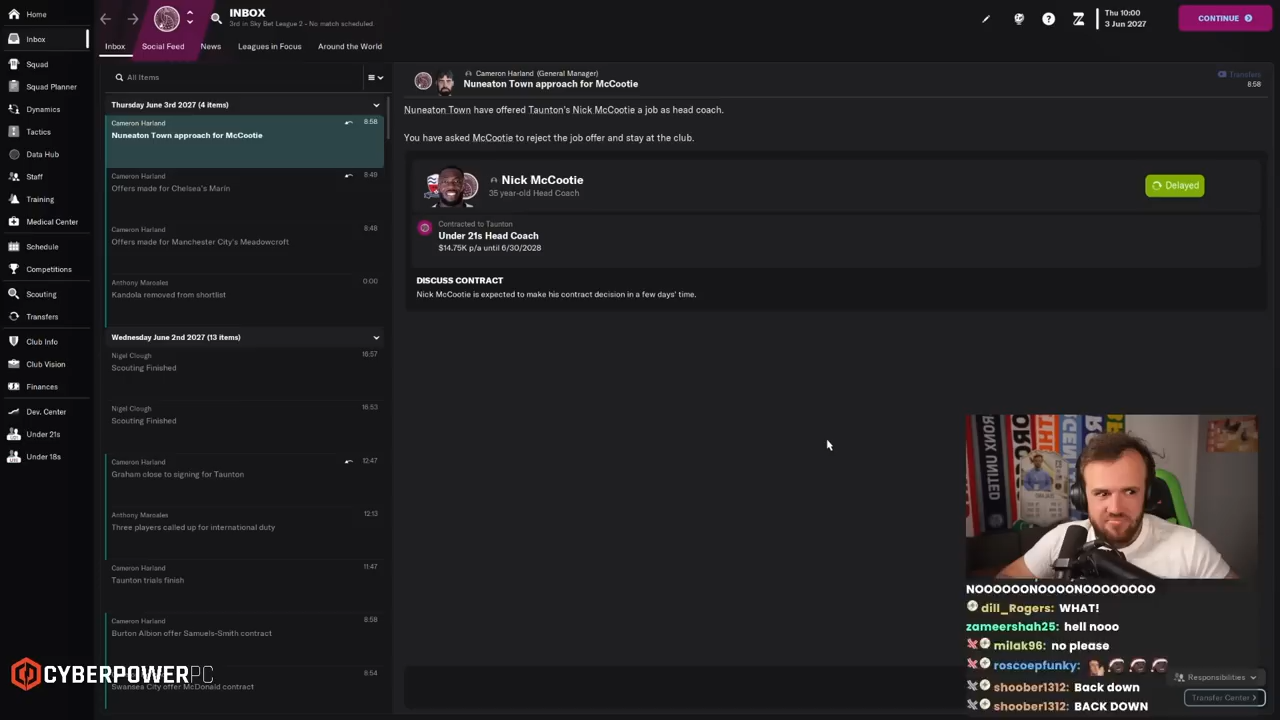 Home
Inbox
Squad
Squad Planner
Dynamics
Tactics
Data Hub
Staff
Training
Medical Center
Schedule
Competitions
Scouting
Transfers
Club Info
Club Vision
Finances
Dev. Center
Under 21s
Under 18s
INBOX
3rd in Sky Bet League 2 - No match scheduled.
Thu 10:00
3 Jun 2027
CONTINUE
Inbox
Social Feed
News
Leagues in Focus
Around the World
All Items
Thursday June 3rd 2027 (4 items)
Cameron Harland
8:58
Nuneaton Town approach for McCootie
Cameron Harland
8:49
Offers made for Chelsea's Marin
Cameron Harland
8:48
Offers made for Manchester City's Meadowcroft
Anthony Marcales
0:00
Kandola removed from shortlist
Wednesday June 2nd 2027 (13 items)
Nigel Clough
16:57
Scouting Finished
Nigel Clough
16:53
Scouting Finished
Cameron Harland
12:47
Graham close to signing for Taunton
12:13
Three players called up for international duty
Cameron Harland
11:47
Taunton trials finish
Cameron Harland
8:58
Burton Albion offer Samuels-Smith contract
Cameron Harland
8:54
Swansea City offer McDonald contract
Cameron Harland (General Manager)
Nuneaton Town approach for McCootie
Transfers
8:58
Nuneaton Town have offered Taunton's Nick McCootie a job as head coach.
You have asked McCootie to reject the job offer and stay at the club.
Nick McCootie
35 year-old Head Coach
Delayed
Contracted to Taunton
Under 21s Head Coach
$14.75K p/a until 6/30/2028
DISCUSS CONTRACT
Nick McCootie is expected to make his contract decision in a few days' time.
BRONX UNITED
NOOOOOONOOOONOOOOOOO
dill_Rogers: WHAT!
zameershah25: hell nooo
milak96: no please
roscoepfunky:
shoober1312: Back down
shoober1312: BACK DOWN
Responsibilities
Transfer Center
CYBERPOWERPC